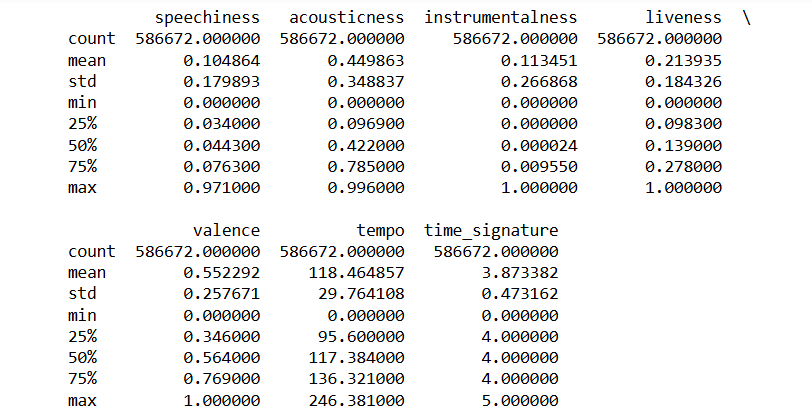 speechiness acousticness instrumentalness liveness \
count 586672.000000 586672.000000 586672.000000 586672.000000
mean 0.104864 0.449863 0.113451 0.213935
std 0.179893 0.348837 0.266868 0.184326
min 0.000000 0.000000 0.000000 0.000000
25% 0.034000 0.096900 0.000000 0.098300
50% 0.044300 0.422000 0.000024 0.139000
75% 0.076300 0.785000 0.009550 0.278000
max 0.971000 0.996000 1.000000 1.000000
valence tempo time_signature
count 586672.000000 586672.000000 586672.000000
mean 0.552292 118.464857 3.873382
std 0.257671 29.764108 0.473162
min 0.000000 0.000000 0.000000
25% 0.346000 95.600000 4.000000
50% 0.564000 117.384000 4.000000
75% 0.769000 136.321000 4.000000
max 1.000000 246.381000 5.000000